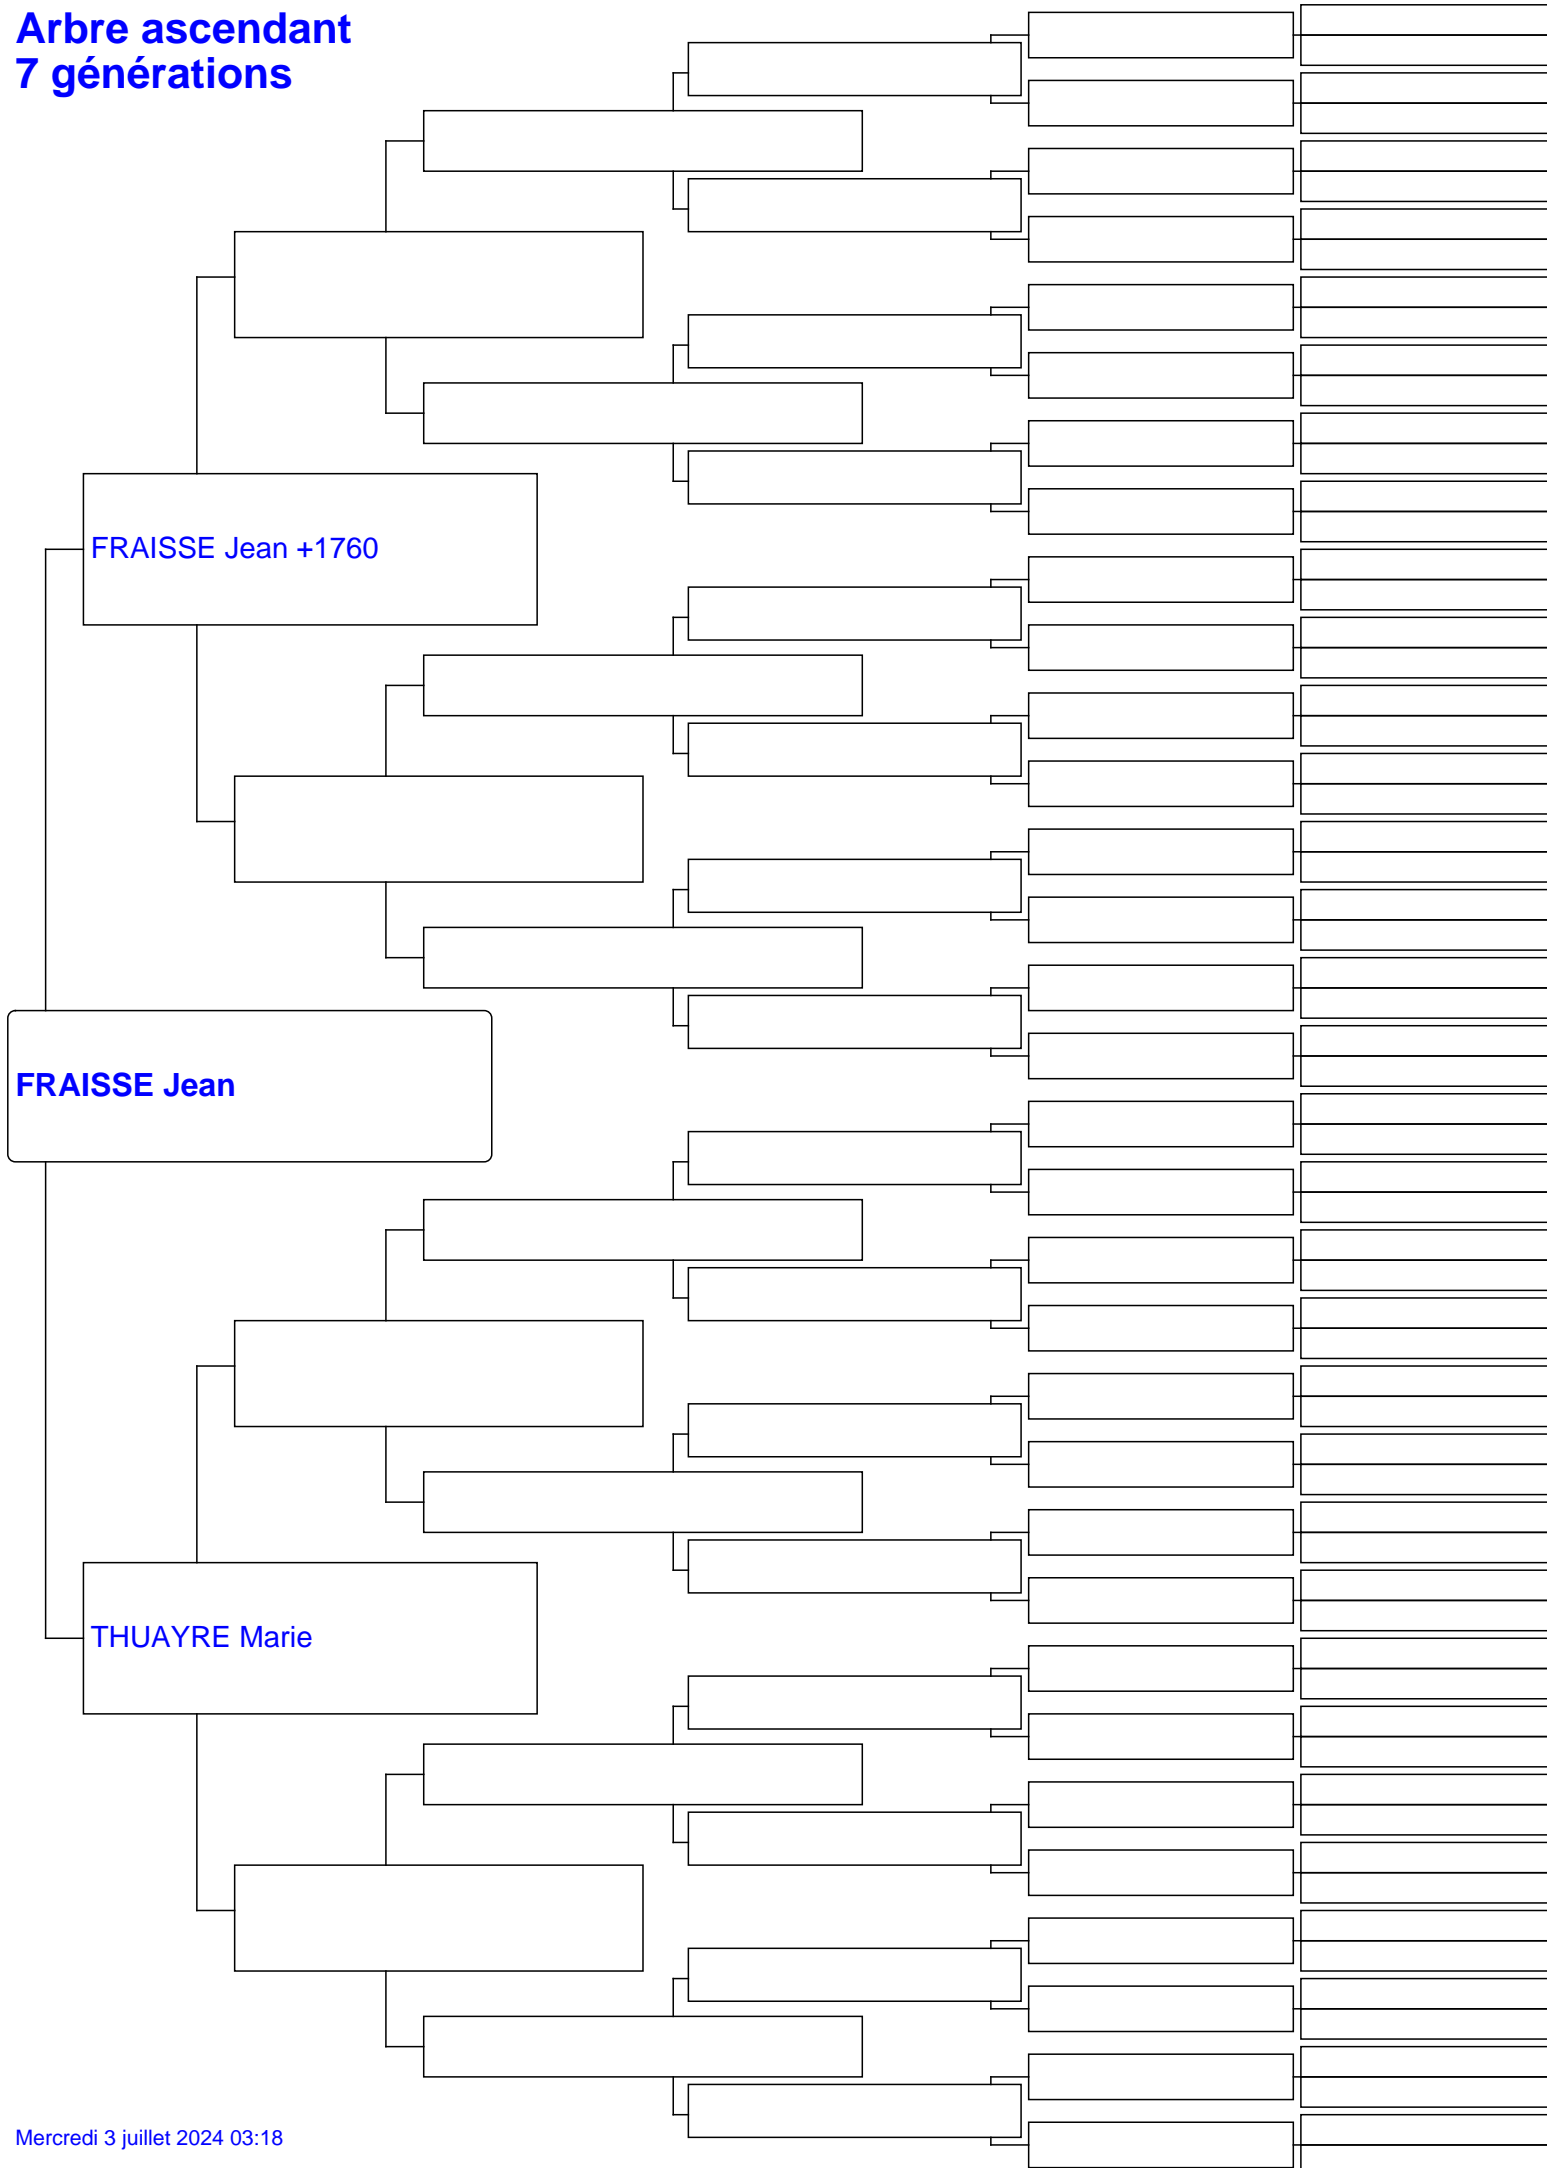 Arbre ascendant
7 générations
FRAISSE Jean +1760
FRAISSE Jean
THUAYRE Marie
Mercredi 3 juillet 2024 03:18